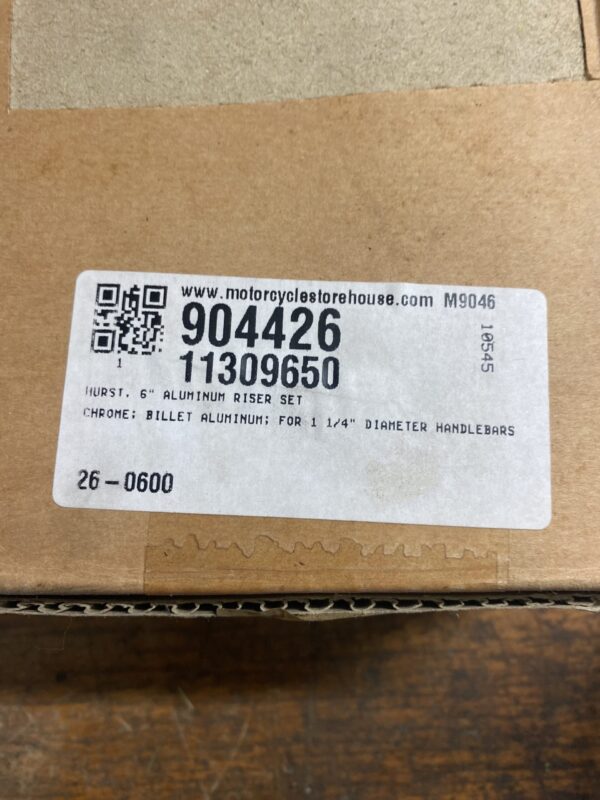 www.motorcyclestorehouse.com M9046
904426
10545
11309650
1
HURST, 6" ALUMINUM RISER SET
CHROME; BILLET ALUMINUM; FOR 1 1/4" DIAMETER HANDLEBARS
26-0600